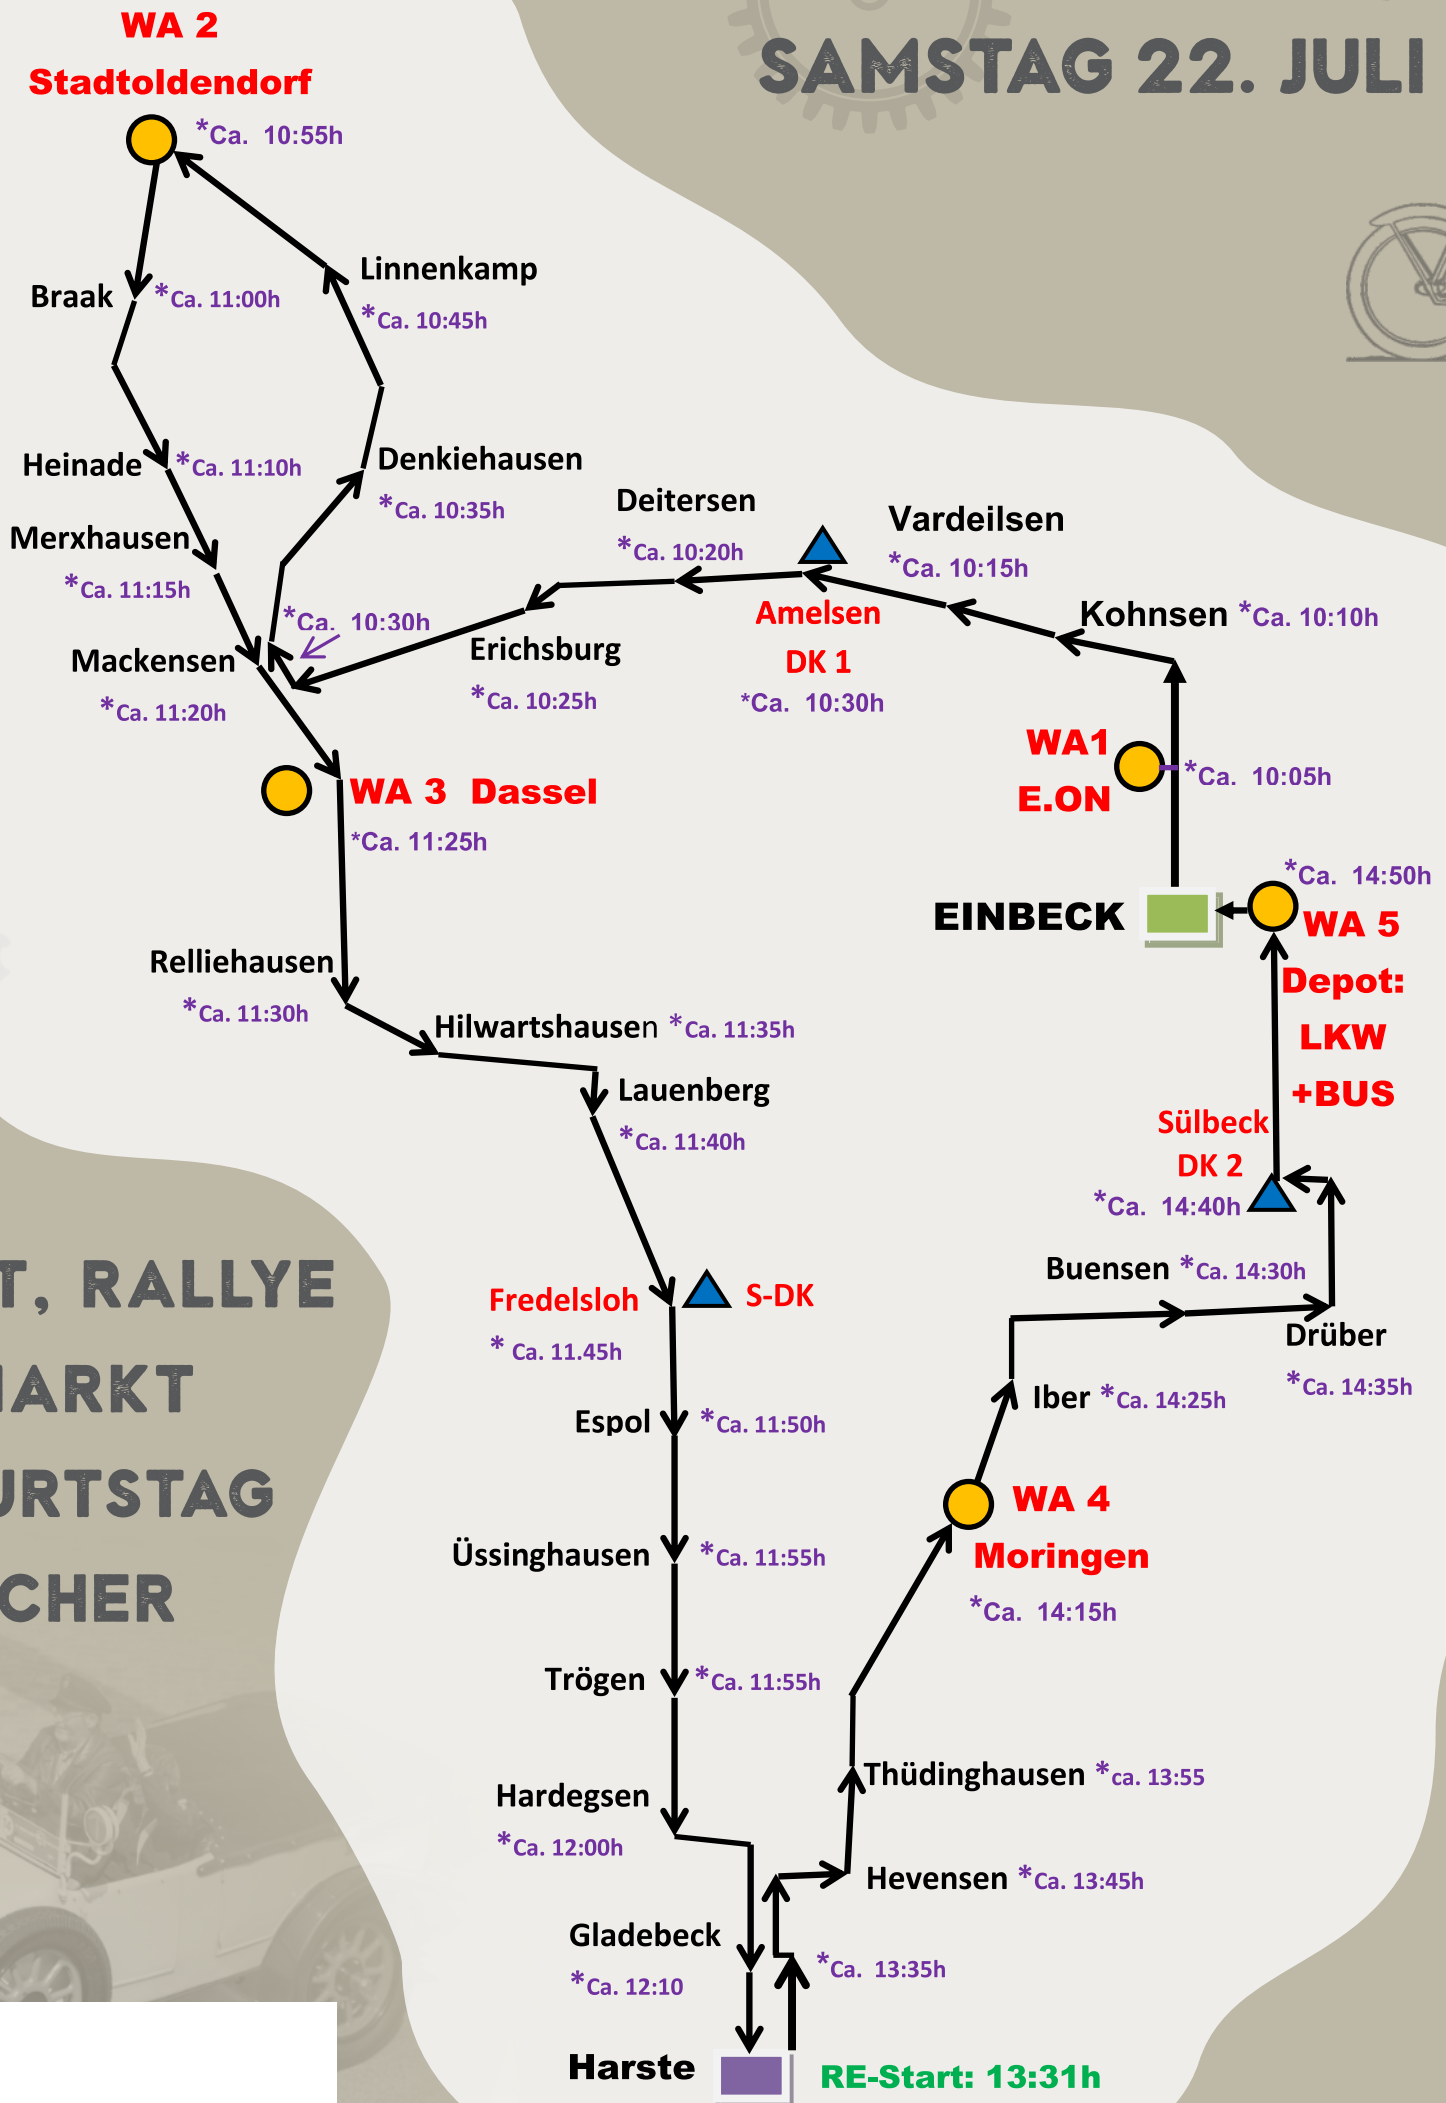 WA 2
Stadtoldendorf
*Ca. 10:55h
SAMSTAG 22. JULI
Linnenkamp
*Ca. 10:45h
Braak *Ca. 11:00h
Heinade *Ca. 11:10h
Denkiehausen
*Ca. 10:35h
Merxhausen
*Ca. 11:15h
*Ca. 10:30h
Mackensen
*Ca. 11:20h
Deitersen
*Ca. 10:20h
Vardeilsen
*Ca. 10:15h
Amelsen
DK 1
*Ca. 10:30h
Kohnsen *Ca. 10:10h
Erichsburg
*Ca. 10:25h
WA1
E.ON
*Ca. 10:05h
WA 3 Dassel
*Ca. 11:25h
*Ca. 14:50h
EINBECK
WA 5
Depot:
LKW
+BUS
Relliehausen
*Ca. 11:30h
Hilwartshausen *Ca. 11:35h
Lauenberg
*Ca. 11:40h
Sülbeck
DK 2
*Ca. 14:40h
Buensen *Ca. 14:30h
Drüber
*Ca. 14:35h
T, RALLYE
MARKT
URTSTAG
CHER
Fredelsloh S-DK
* Ca. 11.45h
Iber *Ca. 14:25h
Espol *Ca. 11:50h
WA 4
Moringen
*Ca. 14:15h
Üssinghausen *Ca. 11:55h
Trögen *Ca. 11:55h
Hardegsen
*Ca. 12:00h
Thüdinghausen *ca. 13:55
Hevensen *Ca. 13:45h
Gladebeck
*Ca. 12:10
*Ca. 13:35h
Harste
RE-Start: 13:31h